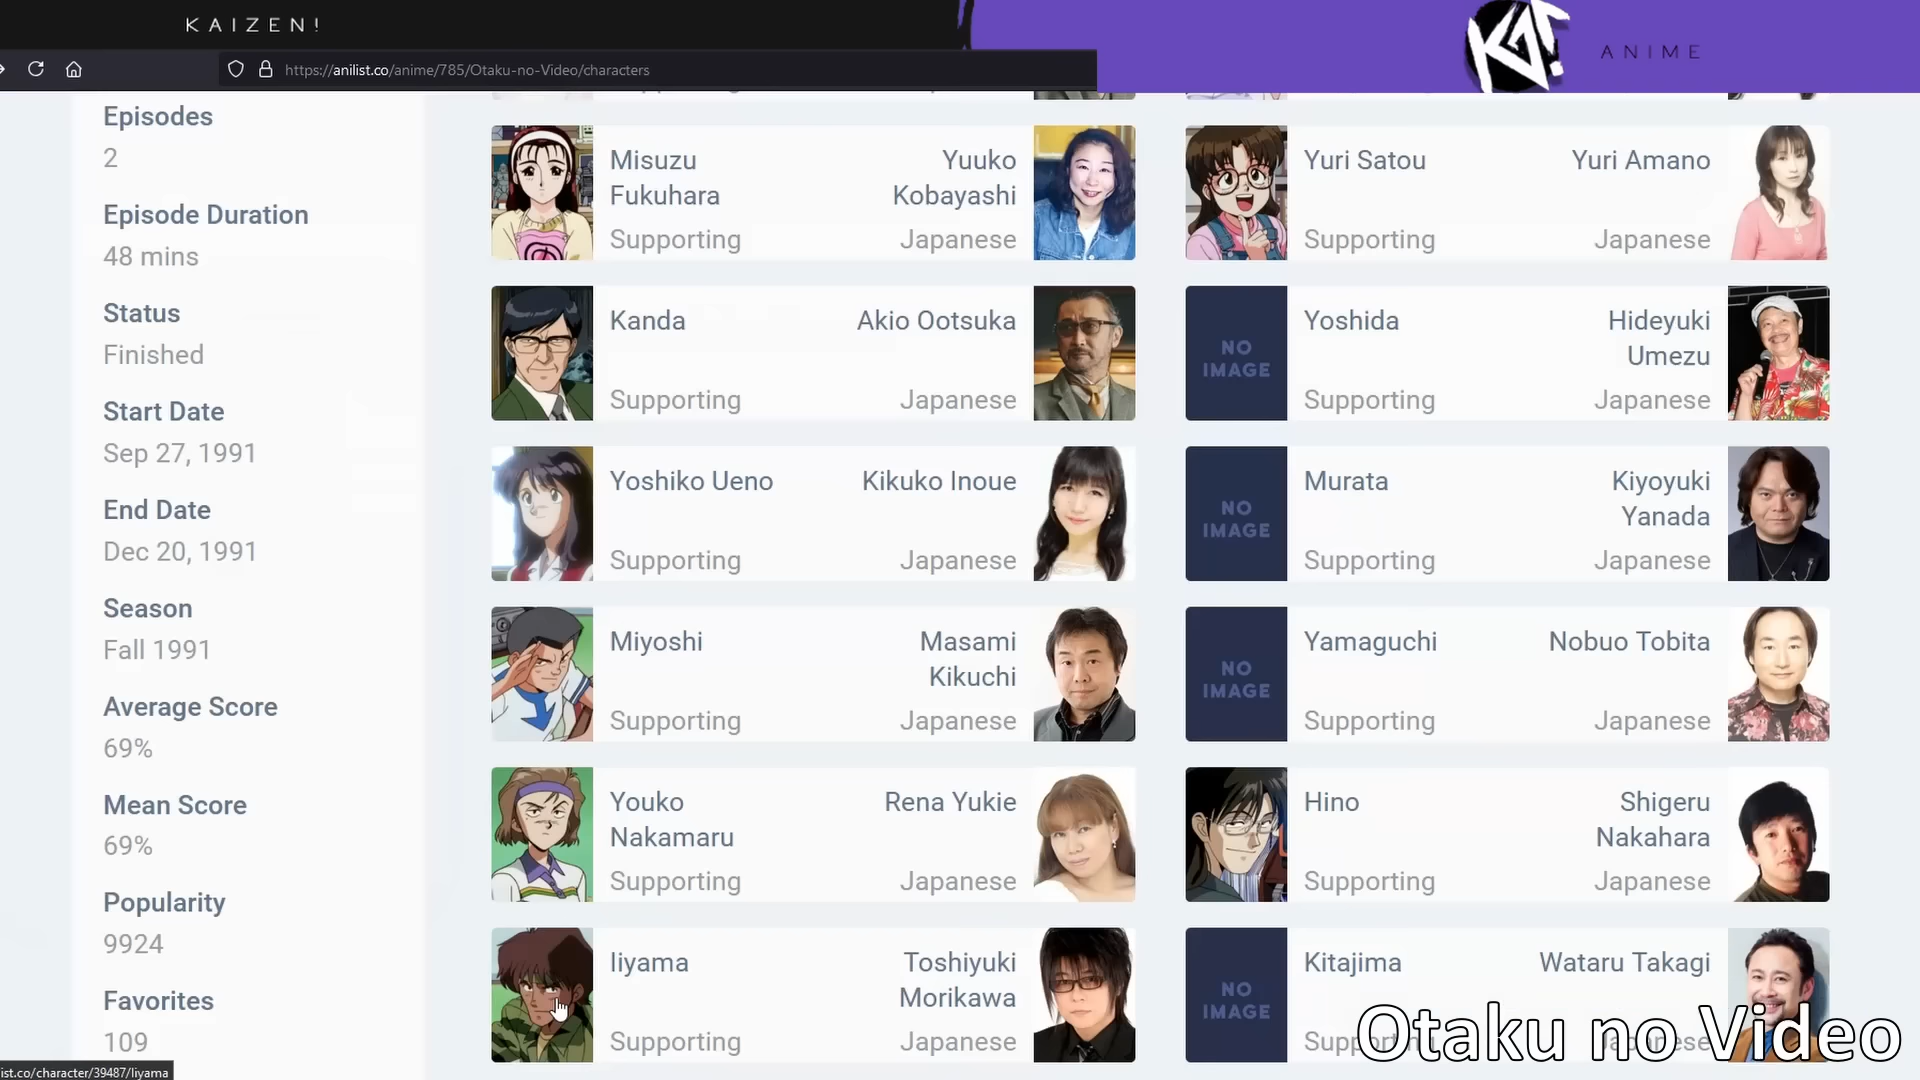 KAIZEN!
ANIME
https://anilist.co/anime/785/Otaku-no-Video/characters
Episodes
2
Episode Duration
48 mins
Status
Finished
Start Date
Sep 27, 1991
End Date
Dec 20, 1991
Season
Fall 1991
Average Score
69%
Mean Score
69%
Popularity
9924
Favorites
109
Misuzu Fukuhara
Supporting
Yuuko Kobayashi
Japanese
Yuri Satou
Supporting
Yuri Amano
Japanese
Kanda
Supporting
Akio Ootsuka
Japanese
NO IMAGE
Yoshida
Supporting
Hideyuki Umezu
Japanese
Yoshiko Ueno
Supporting
Kikuko Inoue
Japanese
NO IMAGE
Murata
Supporting
Kiyoyuki Yanada
Japanese
Miyoshi
Supporting
Masami Kikuchi
Japanese
NO IMAGE
Yamaguchi
Supporting
Nobuo Tobita
Japanese
Youko Nakamaru
Supporting
Rena Yukie
Japanese
Hino
Supporting
Shigeru Nakahara
Japanese
Iiyama
Supporting
Toshiyuki Morikawa
Japanese
NO IMAGE
Kitajima
Supporting
Wataru Takagi
Japanese
Otaku no Video
ist.co/character/39487/Iiyama